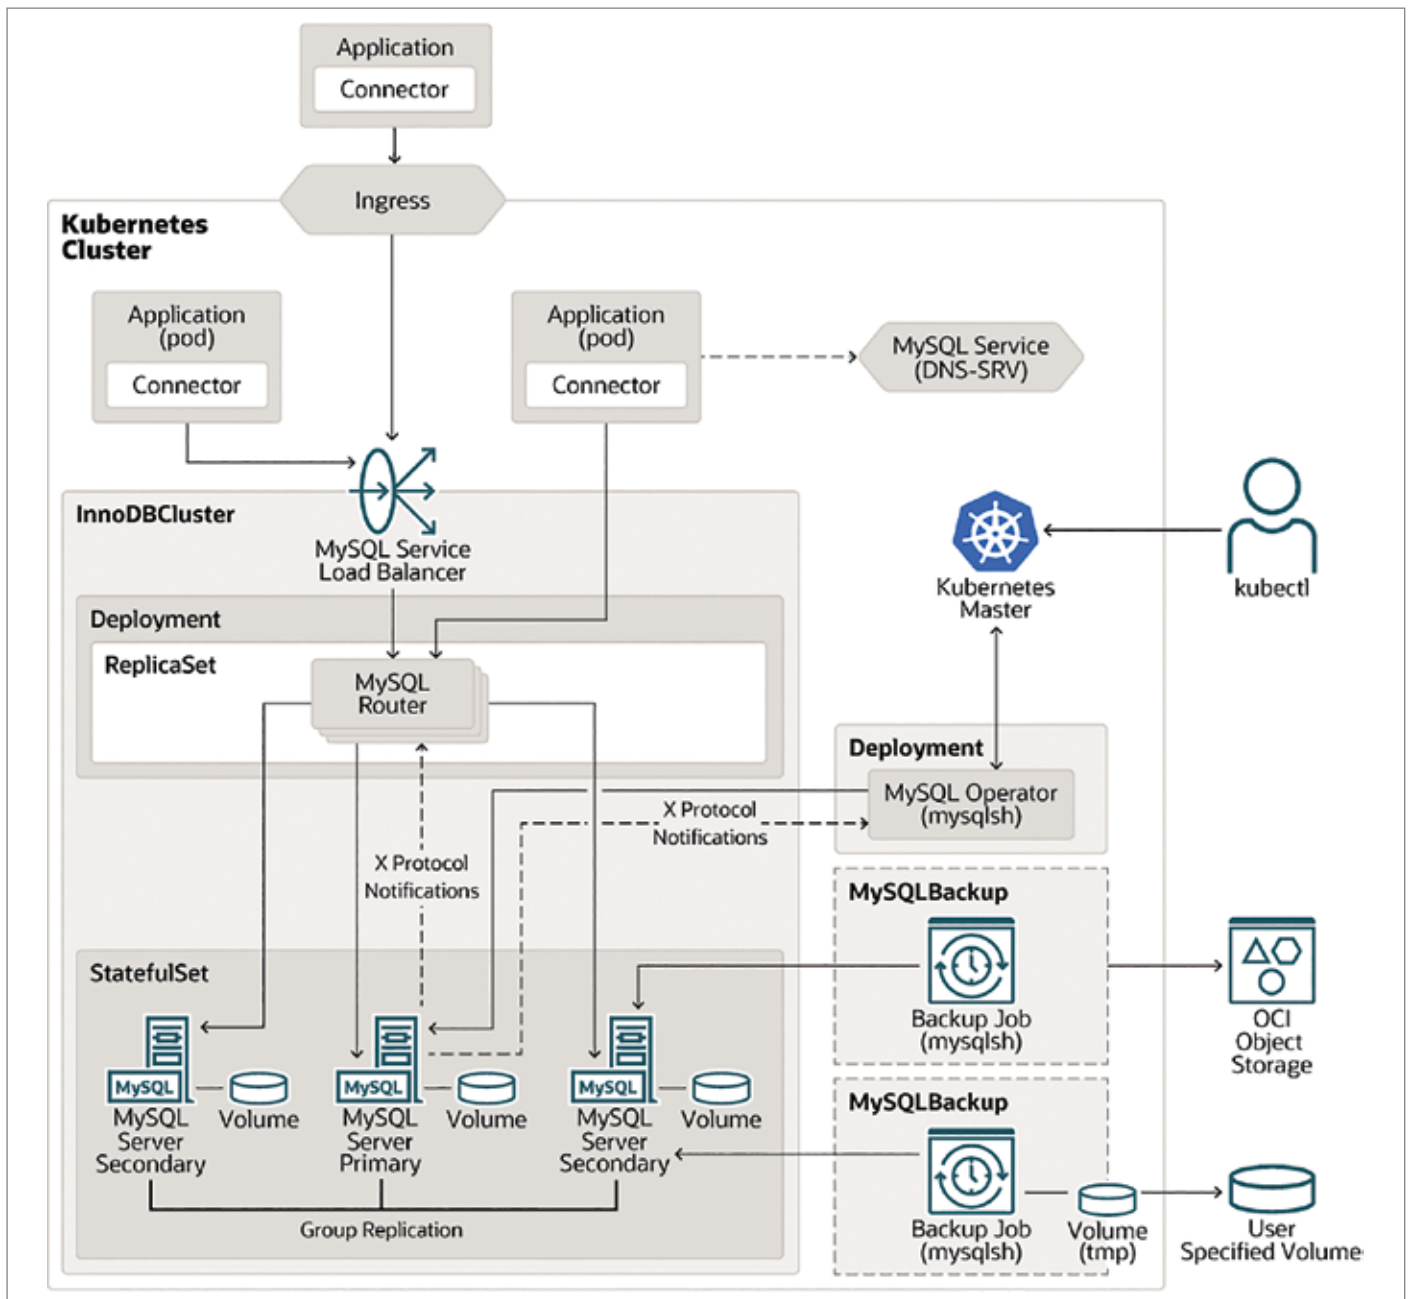 Application
Connector
Ingress
Kubernetes
Cluster
Application
(pod)
Connector
Application
(pod)
Connector
MySQL Service
(DNS-SRV)
InnoDBCluster
MySQL Service
Load Balancer
Kubernetes
Master
kubectl
Deployment
ReplicaSet
MySQL
Router
Deployment
MySQL Operator
(mysqlsh)
X Protocol
Notifications
X Protocol
Notifications
MySQLBackup
Backup Job
(mysqlsh)
OCI
Object
Storage
StatefulSet
MySQL
MySQL
Server
Secondary
Volume
MySQL
MySQL
Server
Primary
Volume
MySQL
MySQL
Server
Secondary
Volume
Group Replication
MySQLBackup
Backup Job
(mysqlsh)
Volume
(tmp)
User
Specified Volume